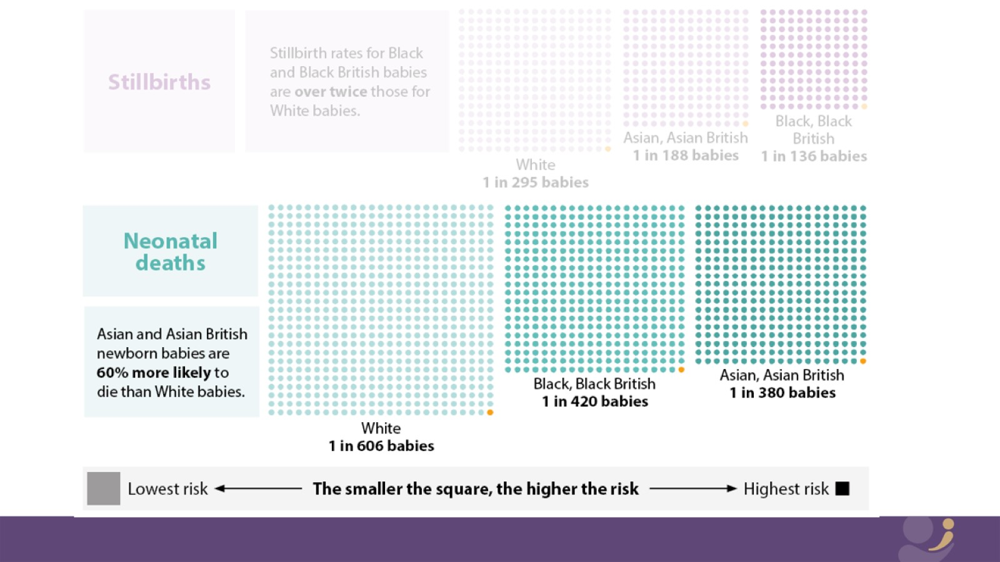 Stillbirths
Stillbirth rates for Black
and Black British babies
are over twice those for
White babies.
White
1 in 295 babies
Asian, Asian British
1 in 188 babies
Black, Black
British
1 in 136 babies
Neonatal
deaths
Asian and Asian British
newborn babies are
60% more likely to
die than White babies.
White
1 in 606 babies
Black, Black British
1 in 420 babies
Asian, Asian British
1 in 380 babies
Lowest risk
The smaller the square, the higher the risk
Highest risk